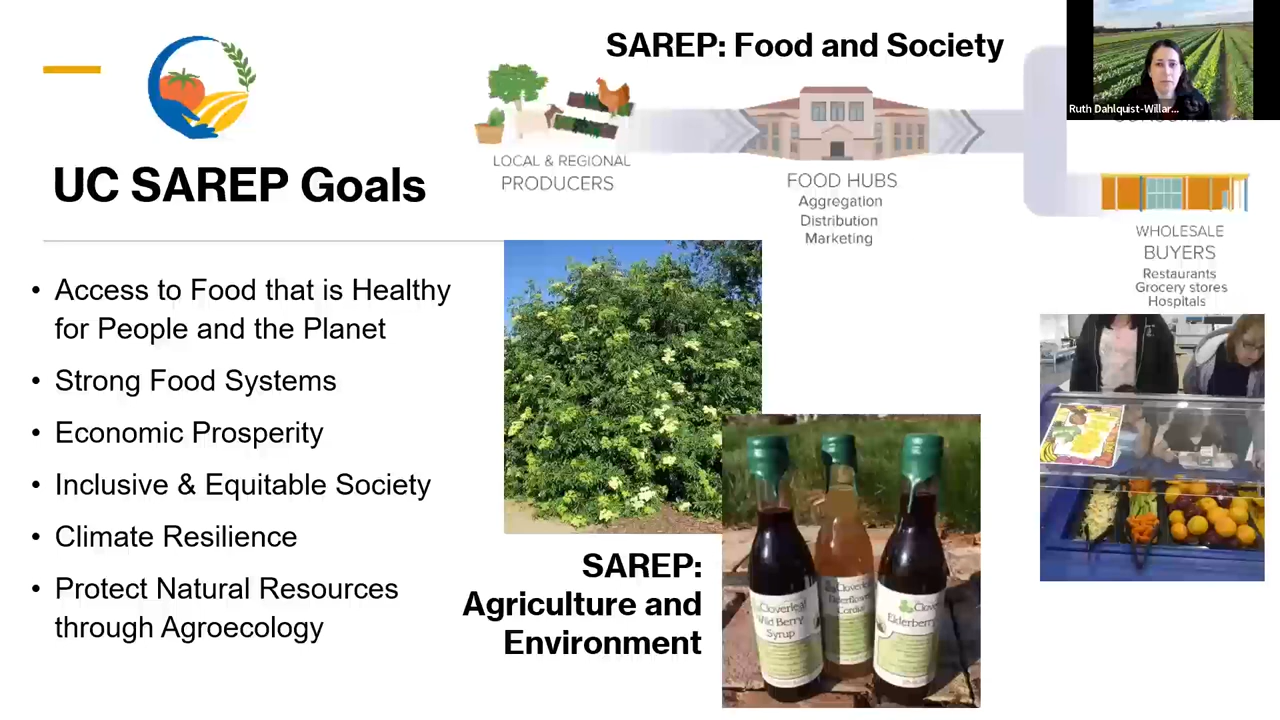 SAREP: Food and Society
Ruth Dahlquist-Willar...
UC SAREP Goals
LOCAL & REGIONAL
PRODUCERS
FOOD HUBS
Aggregation
Distribution
Marketing
WHOLESALE
BUYERS
Restaurants
Grocery stores
Hospitals
• Access to Food that is Healthy
for People and the Planet
• Strong Food Systems
• Economic Prosperity
• Inclusive & Equitable Society
• Climate Resilience
• Protect Natural Resources
through Agroecology
SAREP:
Agriculture and
Environment
Cloverleaf
Wild Berry
Syrup
Cloverleaf
Elderflower
Cordial
Clove
Elderberry